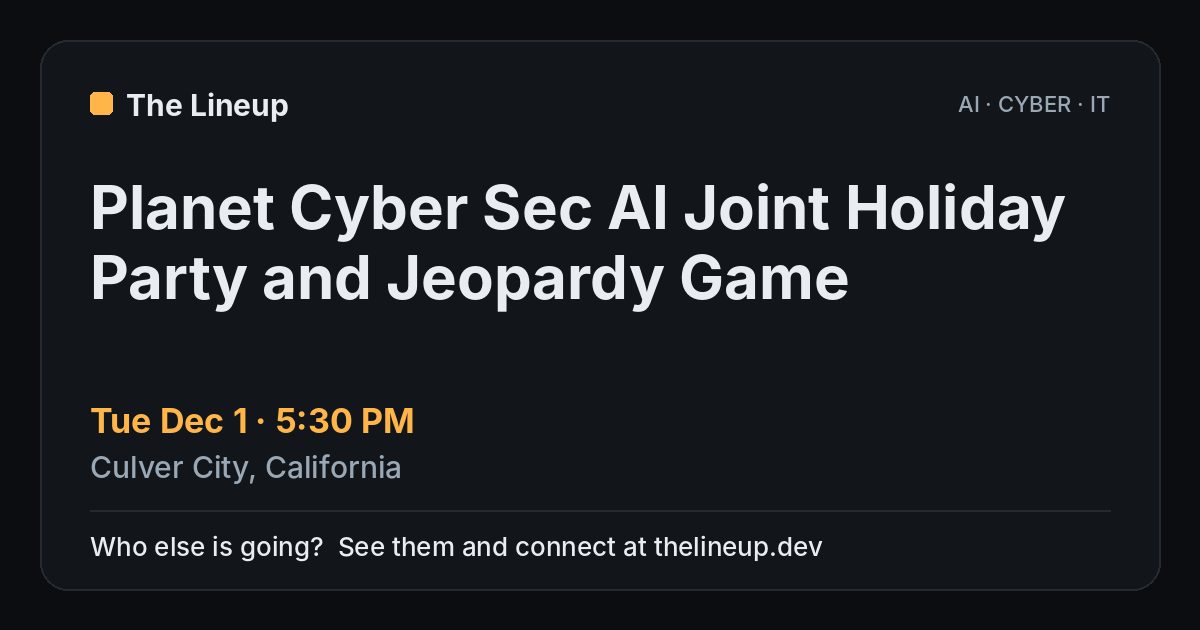 The Lineup
AI · CYBER · IT
Planet Cyber Sec AI Joint Holiday
Party and Jeopardy Game
Tue Dec 1 · 5:30 PM
Culver City, California
Who else is going?  See them and connect at thelineup.dev